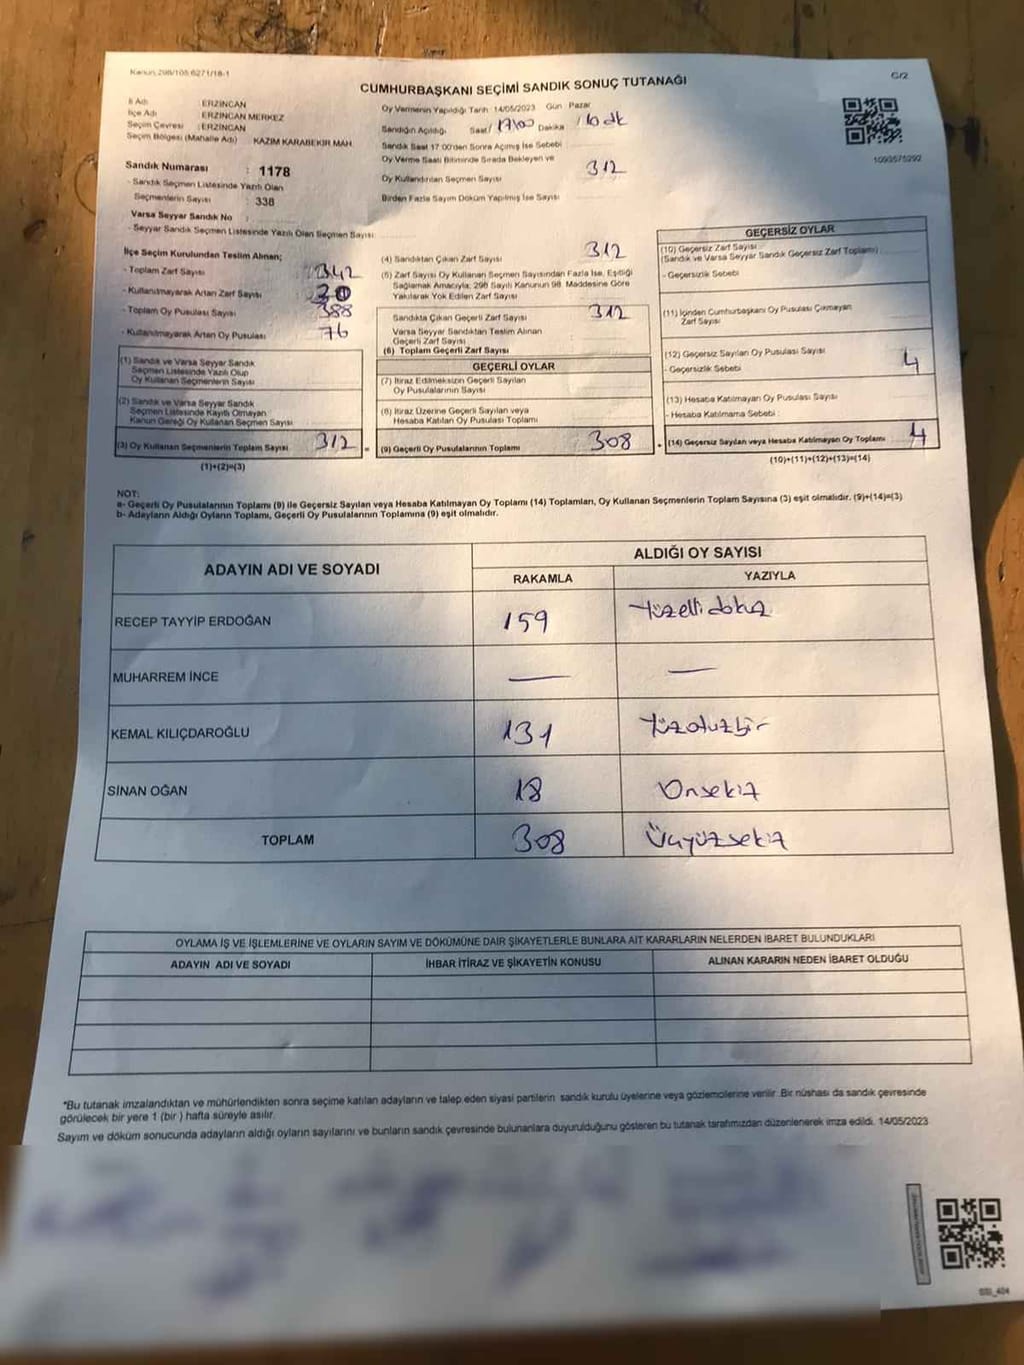 Kanun: 298/105,6271/18-1
C/2
CUMHURBAŞKANI SEÇİMİ SANDIK SONUÇ TUTANAĞI
İl Adı : ERZİNCAN
İlçe Adı : ERZİNCAN MERKEZ
Seçim Çevresi : ERZİNCAN
Seçim Bölgesi (Mahalle Adı) KAZIM KARABEKİR MAH.
Sandık Numarası : 1178
- Sandık Seçmen Listesinde Yazılı Olan
Seçmenlerin Sayısı : 338
Varsa Seyyar Sandık No :
- Seyyar Sandık Seçmen Listesinde Yazılı Olan Seçmen Sayısı:
Oy Vermenin Yapıldığı Tarih 14/05/2023 Gün Pazar
Sandığın Açıldığı Saat/ 17:00 Dakika / 10 dk
Sandık Saat 17:00'den Sonra Açımış İse Sebebi
Oy Verme Saati Bitiminde Sırada Bekleyen ve
Oy Kullandırılan Seçmen Sayısı 312
Birden Fazla Sayım Döküm Yapılmış İse Sayısı
1093575292
İlçe Seçim Kurulundan Teslim Alınan;
- Toplam Zarf Sayısı 342
- Kullanılmayarak Artan Zarf Sayısı 30
- Toplam Oy Pusulası Sayısı 388
- Kullanılmayarak Artan Oy Pusulası 76
(1) Sandık ve Varsa Seyyar Sandık
Seçmen Listesinde Yazılı Olup
Oy Kullanan Seçmenlerin Sayısı
(2) Sandık ve Varsa Seyyar Sandık
Seçmen Listesinde Kayıtlı Olmayan
Kanun Gereği Oy Kullanan Seçmen Sayısı
(3) Oy Kullanan Seçmenlerin Toplam Sayısı 312
(1)+(2)=(3)
(4) Sandıktan Çıkan Zarf Sayısı 312
(5) Zarf Sayısı Oy Kullanan Seçmen Sayısından Fazla İse, Eşitliği
Sağlamak Amacıyla; 298 Sayılı Kanunun 98. Maddesine Göre
Yakılarak Yok Edilen Zarf Sayısı
Sandıkta Çıkan Geçerli Zarf Sayısı 312
Varsa Seyyar Sandıktan Teslim Alınan
Geçerli Zarf Sayısı
(6) Toplam Geçerli Zarf Sayısı
GEÇERLİ OYLAR
(7) İtiraz Edilmeksizin Geçerli Sayılan
Oy Pusulalarının Sayısı
(8) İtiraz Üzerine Geçerli Sayılan veya
Hesaba Katılan Oy Pusulası Toplamı
= (9) Geçerli Oy Pusulalarının Toplamı 308
GEÇERSİZ OYLAR
(10) Geçersiz Zarf Sayısı
(Sandık ve Varsa Seyyar Sandık Geçersiz Zarf Toplamı)
- Geçersizlik Sebebi
(11) İçinden Cumhurbaşkanı Oy Pusulası Çıkmayan
Zarf Sayısı
(12) Geçersiz Sayılan Oy Pusulası Sayısı 4
- Geçersizlik Sebebi
(13) Hesaba Katılmayan Oy Pusulası Sayısı
- Hesaba Katılmama Sebebi :
+ (14) Geçersiz Sayılan veya Hesaba Katılmayan Oy Toplamı 4
(10)+(11)+(12)+(13)=(14)
NOT:
a- Geçerli Oy Pusulalarının Toplamı (9) ile Geçersiz Sayılan veya Hesaba Katılmayan Oy Toplamı (14) Toplamları, Oy Kullanan Seçmenlerin Toplam Sayısına (3) eşit olmalıdır. (9)+(14)=(3)
b- Adayların Aldığı Oyların Toplamı, Geçerli Oy Pusulalarının Toplamına (9) eşit olmalıdır.
ADAYIN ADI VE SOYADI ALDIĞI OY SAYISI
RAKAMLA YAZIYLA
RECEP TAYYİP ERDOĞAN 159 Yüzellidokuz
MUHARREM İNCE — —
KEMAL KILIÇDAROĞLU 131 Yüzotuzbir
SİNAN OĞAN 18 Onsekiz
TOPLAM 308 Üçyüzsekiz
OYLAMA İŞ VE İŞLEMLERİNE VE OYLARIN SAYIM VE DÖKÜMÜNE DAİR ŞİKAYETLERLE BUNLARA AİT KARARLARIN NELERDEN İBARET BULUNDUKLARI
ADAYIN ADI VE SOYADI İHBAR İTİRAZ VE ŞİKAYETİN KONUSU ALINAN KARARIN NEDEN İBARET OLDUĞU
*Bu tutanak imzalandıktan ve mühürlendikten sonra seçime katılan adayların ve talep eden siyasi partilerin sandık kurulu üyelerine veya gözlemcilerine verilir. Bir nüshası da sandık çevresinde
görülecek bir yere 1 (bir ) hafta süreyle asılır.
Sayım ve döküm sonucunda adayların aldığı oyların sayılarını ve bunların sandık çevresinde bulunanlara duyurulduğunu gösteren bu tutanak tarafımızdan düzenlenerek imza edildi. 14/05/2023
SSI_404